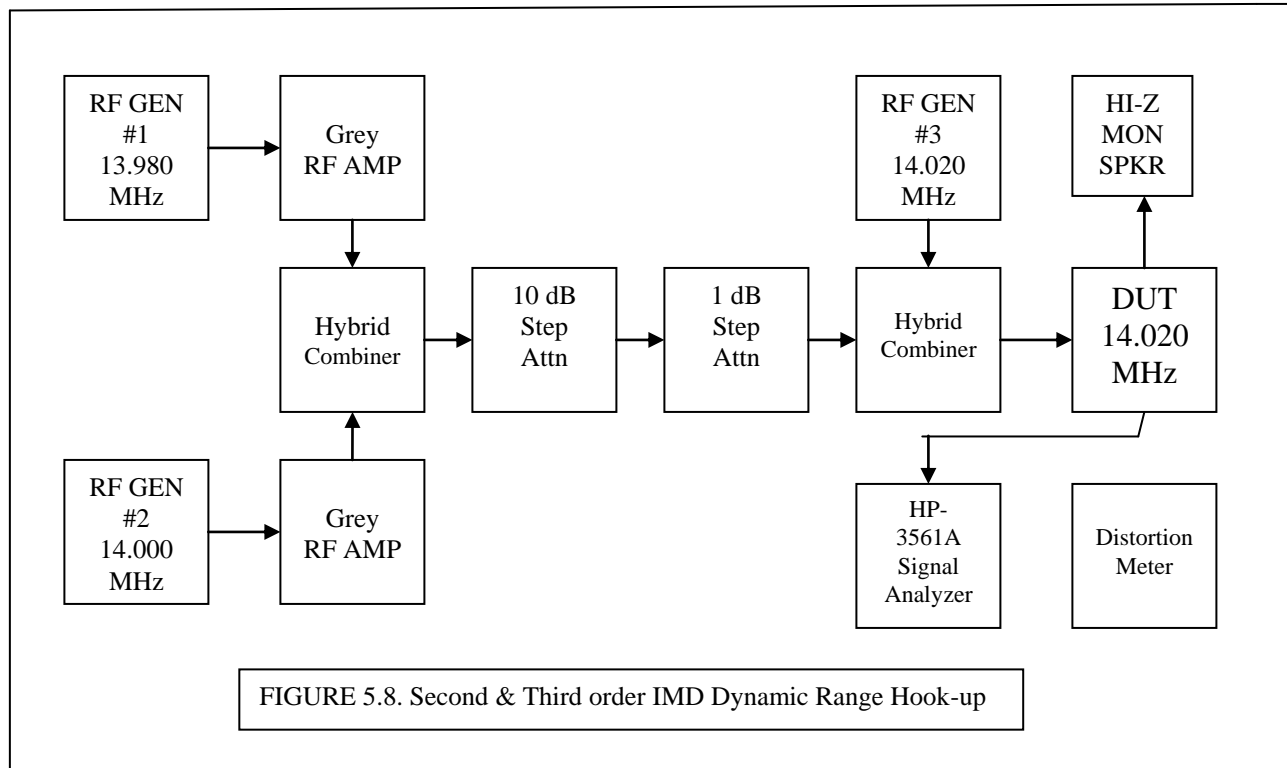 RF GEN
#1
13.980
MHz
Grey
RF AMP
RF GEN
#3
14.020
MHz
HI-Z
MON
SPKR
Hybrid
Combiner
10 dB
Step
Attn
1 dB
Step
Attn
Hybrid
Combiner
DUT
14.020
MHz
RF GEN
#2
14.000
MHz
Grey
RF AMP
HP-
3561A
Signal
Analyzer
Distortion
Meter
FIGURE 5.8. Second & Third order IMD Dynamic Range Hook-up